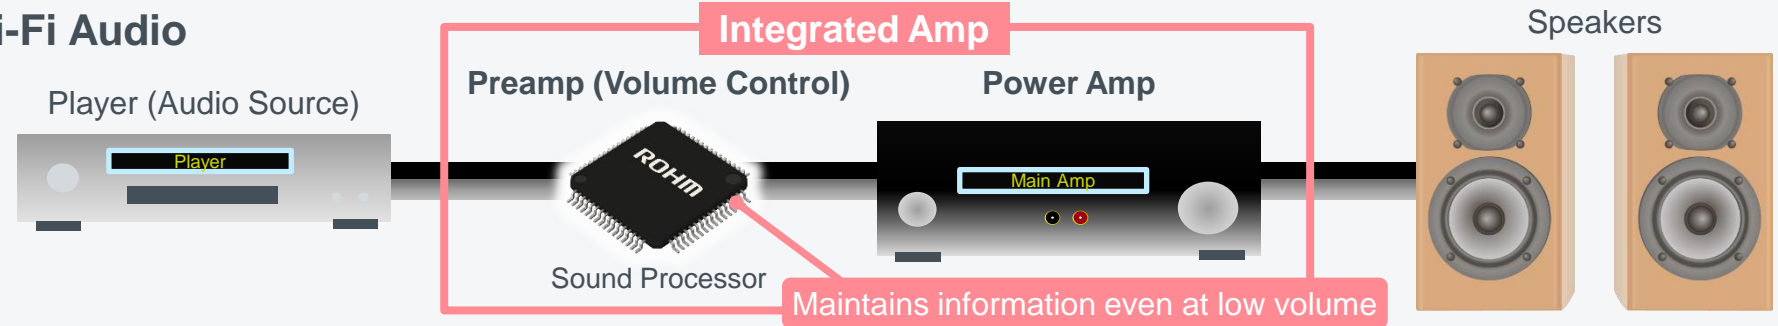 i-Fi Audio
Integrated Amp
Speakers
Preamp (Volume Control)
Power Amp
Player (Audio Source)
Player
ROHM
Main Amp
Sound Processor
Maintains information even at low volume